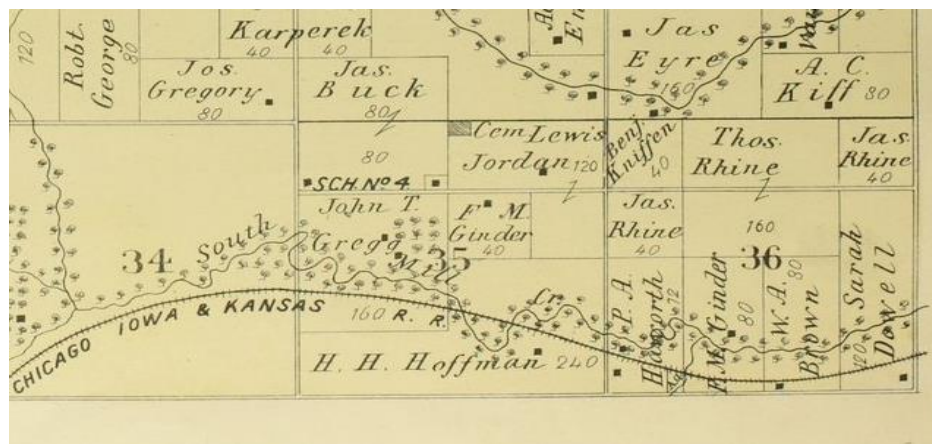 120
Robt.
George
80
Karperek
40
40
Jos.
Gregory
80
Jas.
Buck
80
Jas
Eyre
160
A. C.
Kiff 80
80
SCH. No 4.
Cem
Lewis
Jordan 120
Benj
Kniffen
40
Thos.
Rhine
Jas.
Rhine
40
34
South
John T.
Gregg
Mill
35
F M
Ginder
40
Jas.
Rhine
40
160
36
CHICAGO IOWA & KANSAS
160 R. R.
H. H. Hoffman 240
Cr.
P. A.
Haworth
12
F.M. Ginder
80
W. A.
Brown
80
Sarah
Dowell
120